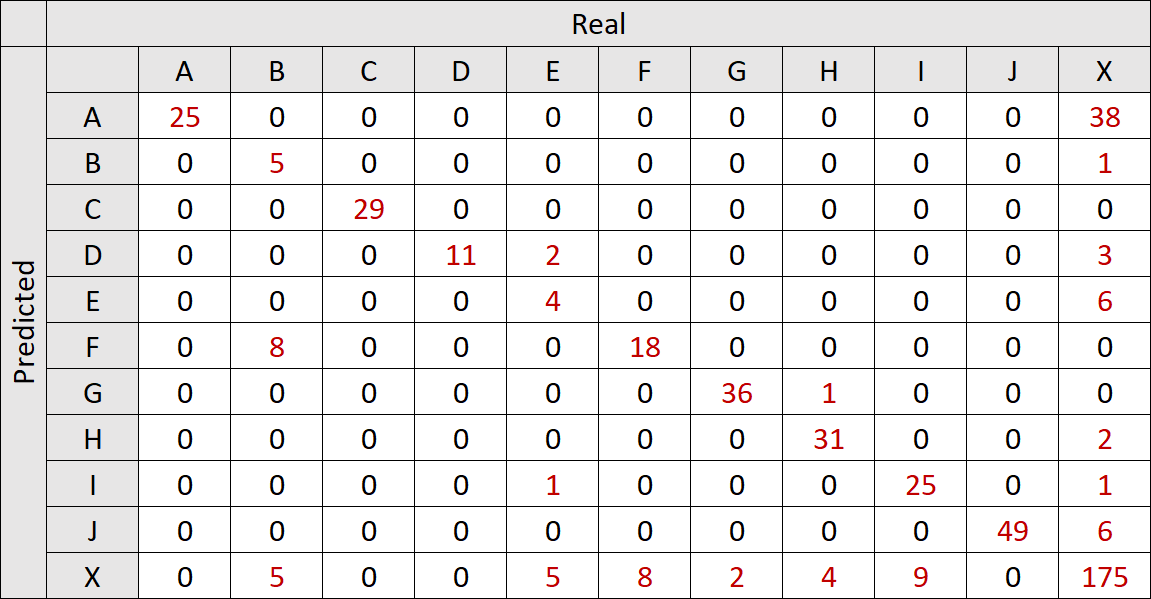 Real
A B C D E F G H I J X
Predicted
A 25 0 0 0 0 0 0 0 0 0 38
B 0 5 0 0 0 0 0 0 0 0 1
C 0 0 29 0 0 0 0 0 0 0 0
D 0 0 0 11 2 0 0 0 0 0 3
E 0 0 0 0 4 0 0 0 0 0 6
F 0 8 0 0 0 18 0 0 0 0 0
G 0 0 0 0 0 0 36 1 0 0 0
H 0 0 0 0 0 0 0 31 0 0 2
I 0 0 0 0 1 0 0 0 25 0 1
J 0 0 0 0 0 0 0 0 0 49 6
X 0 5 0 0 5 8 2 4 9 0 175